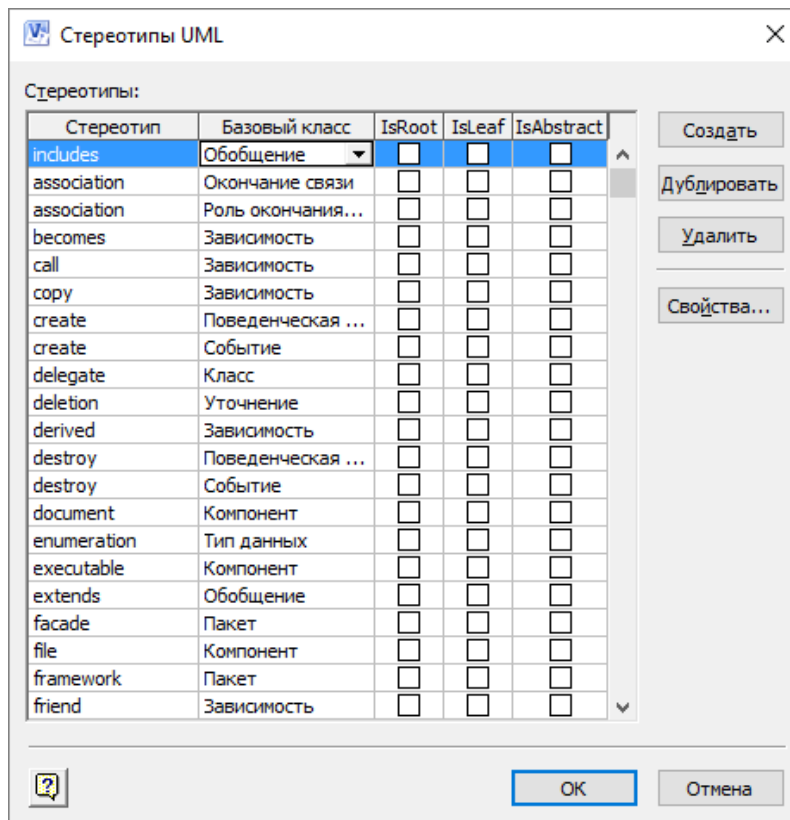 Стереотипы UML
Стереотипы:
Стереотип Базовый класс IsRoot IsLeaf IsAbstract
includes Обобщение
association Окончание связи
association Роль окончания...
becomes Зависимость
call Зависимость
copy Зависимость
create Поведенческая ...
create Событие
delegate Класс
deletion Уточнение
derived Зависимость
destroy Поведенческая ...
destroy Событие
document Компонент
enumeration Тип данных
executable Компонент
extends Обобщение
facade Пакет
file Компонент
framework Пакет
friend Зависимость
Создать
Дублировать
Удалить
Свойства...
OK
Отмена